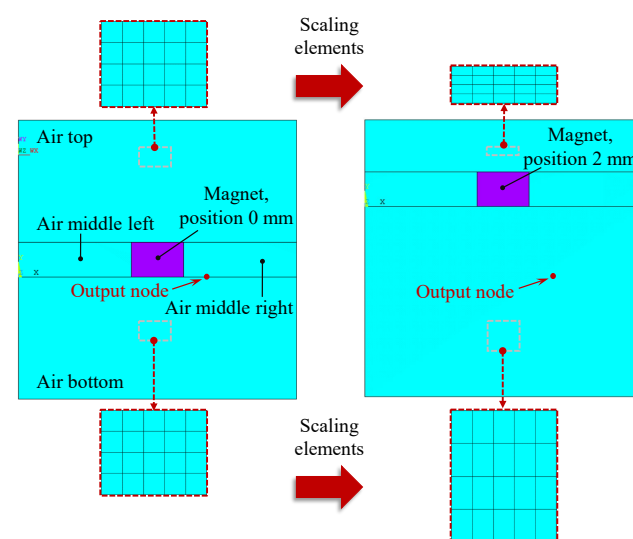 Scaling
elements
Air top
Magnet,
position 0 mm
Air middle left
Output node
Air middle right
Air bottom
X
Magnet,
position 2 mm
X
Output node
Scaling
elements